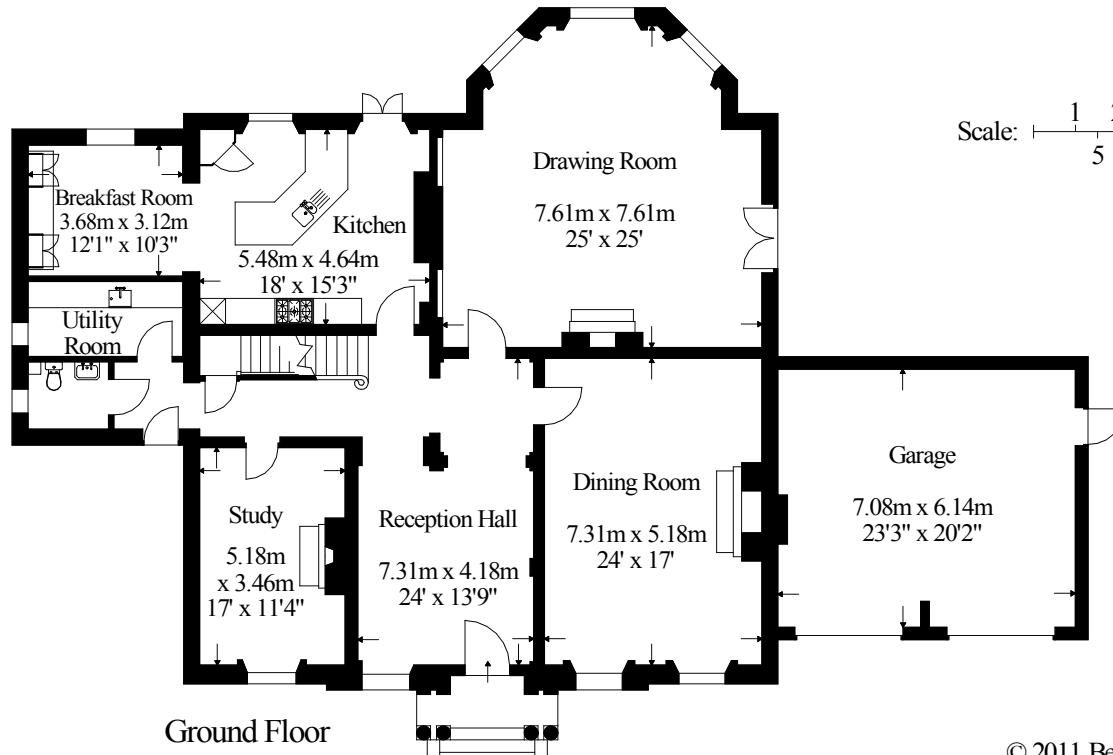 Scale:
1
5
Drawing Room
7.61m x 7.61m
25' x 25'
Breakfast Room
3.68m x 3.12m
12'1" x 10'3"
Kitchen
5.48m x 4.64m
18' x 15'3"
Utility
Room
Study
5.18m
x 3.46m
17' x 11'4"
Reception Hall
7.31m x 4.18m
24' x 13'9"
Dining Room
7.31m x 5.18m
24' x 17'
Garage
7.08m x 6.14m
23'3" x 20'2"
Ground Floor
© 2011 Be